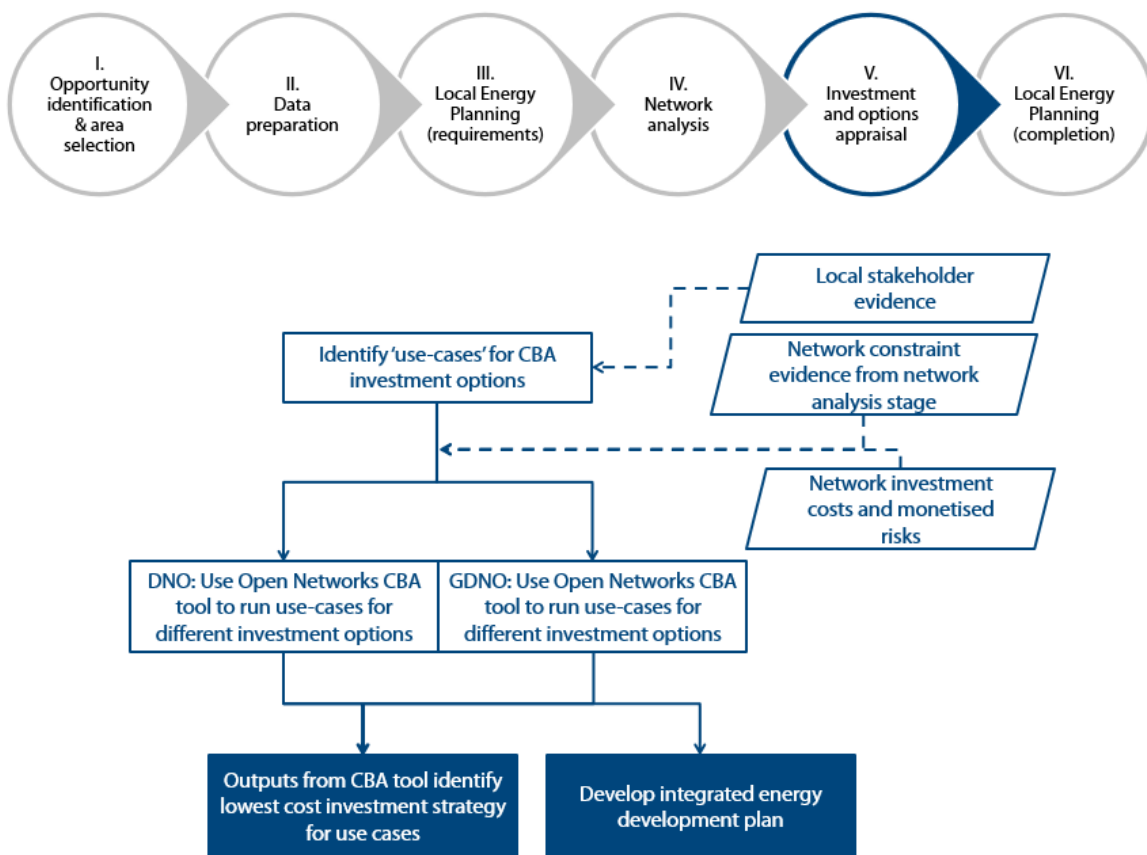 I.
Opportunity
identification
& area
selection
II.
Data
preparation
III.
Local Energy
Planning
(requirements)
IV.
Network
analysis
V.
Investment
and options
appraisal
VI.
Local Energy
Planning
(completion)
Local stakeholder
evidence
Identify ‘use-cases’ for CBA
investment options
Network constraint
evidence from network
analysis stage
Network investment
costs and monetised
risks
DNO: Use Open Networks CBA
tool to run use-cases for
different investment options
GDNO: Use Open Networks CBA
tool to run use-cases for
different investment options
Outputs from CBA tool identify
lowest cost investment strategy
for use cases
Develop integrated energy
development plan